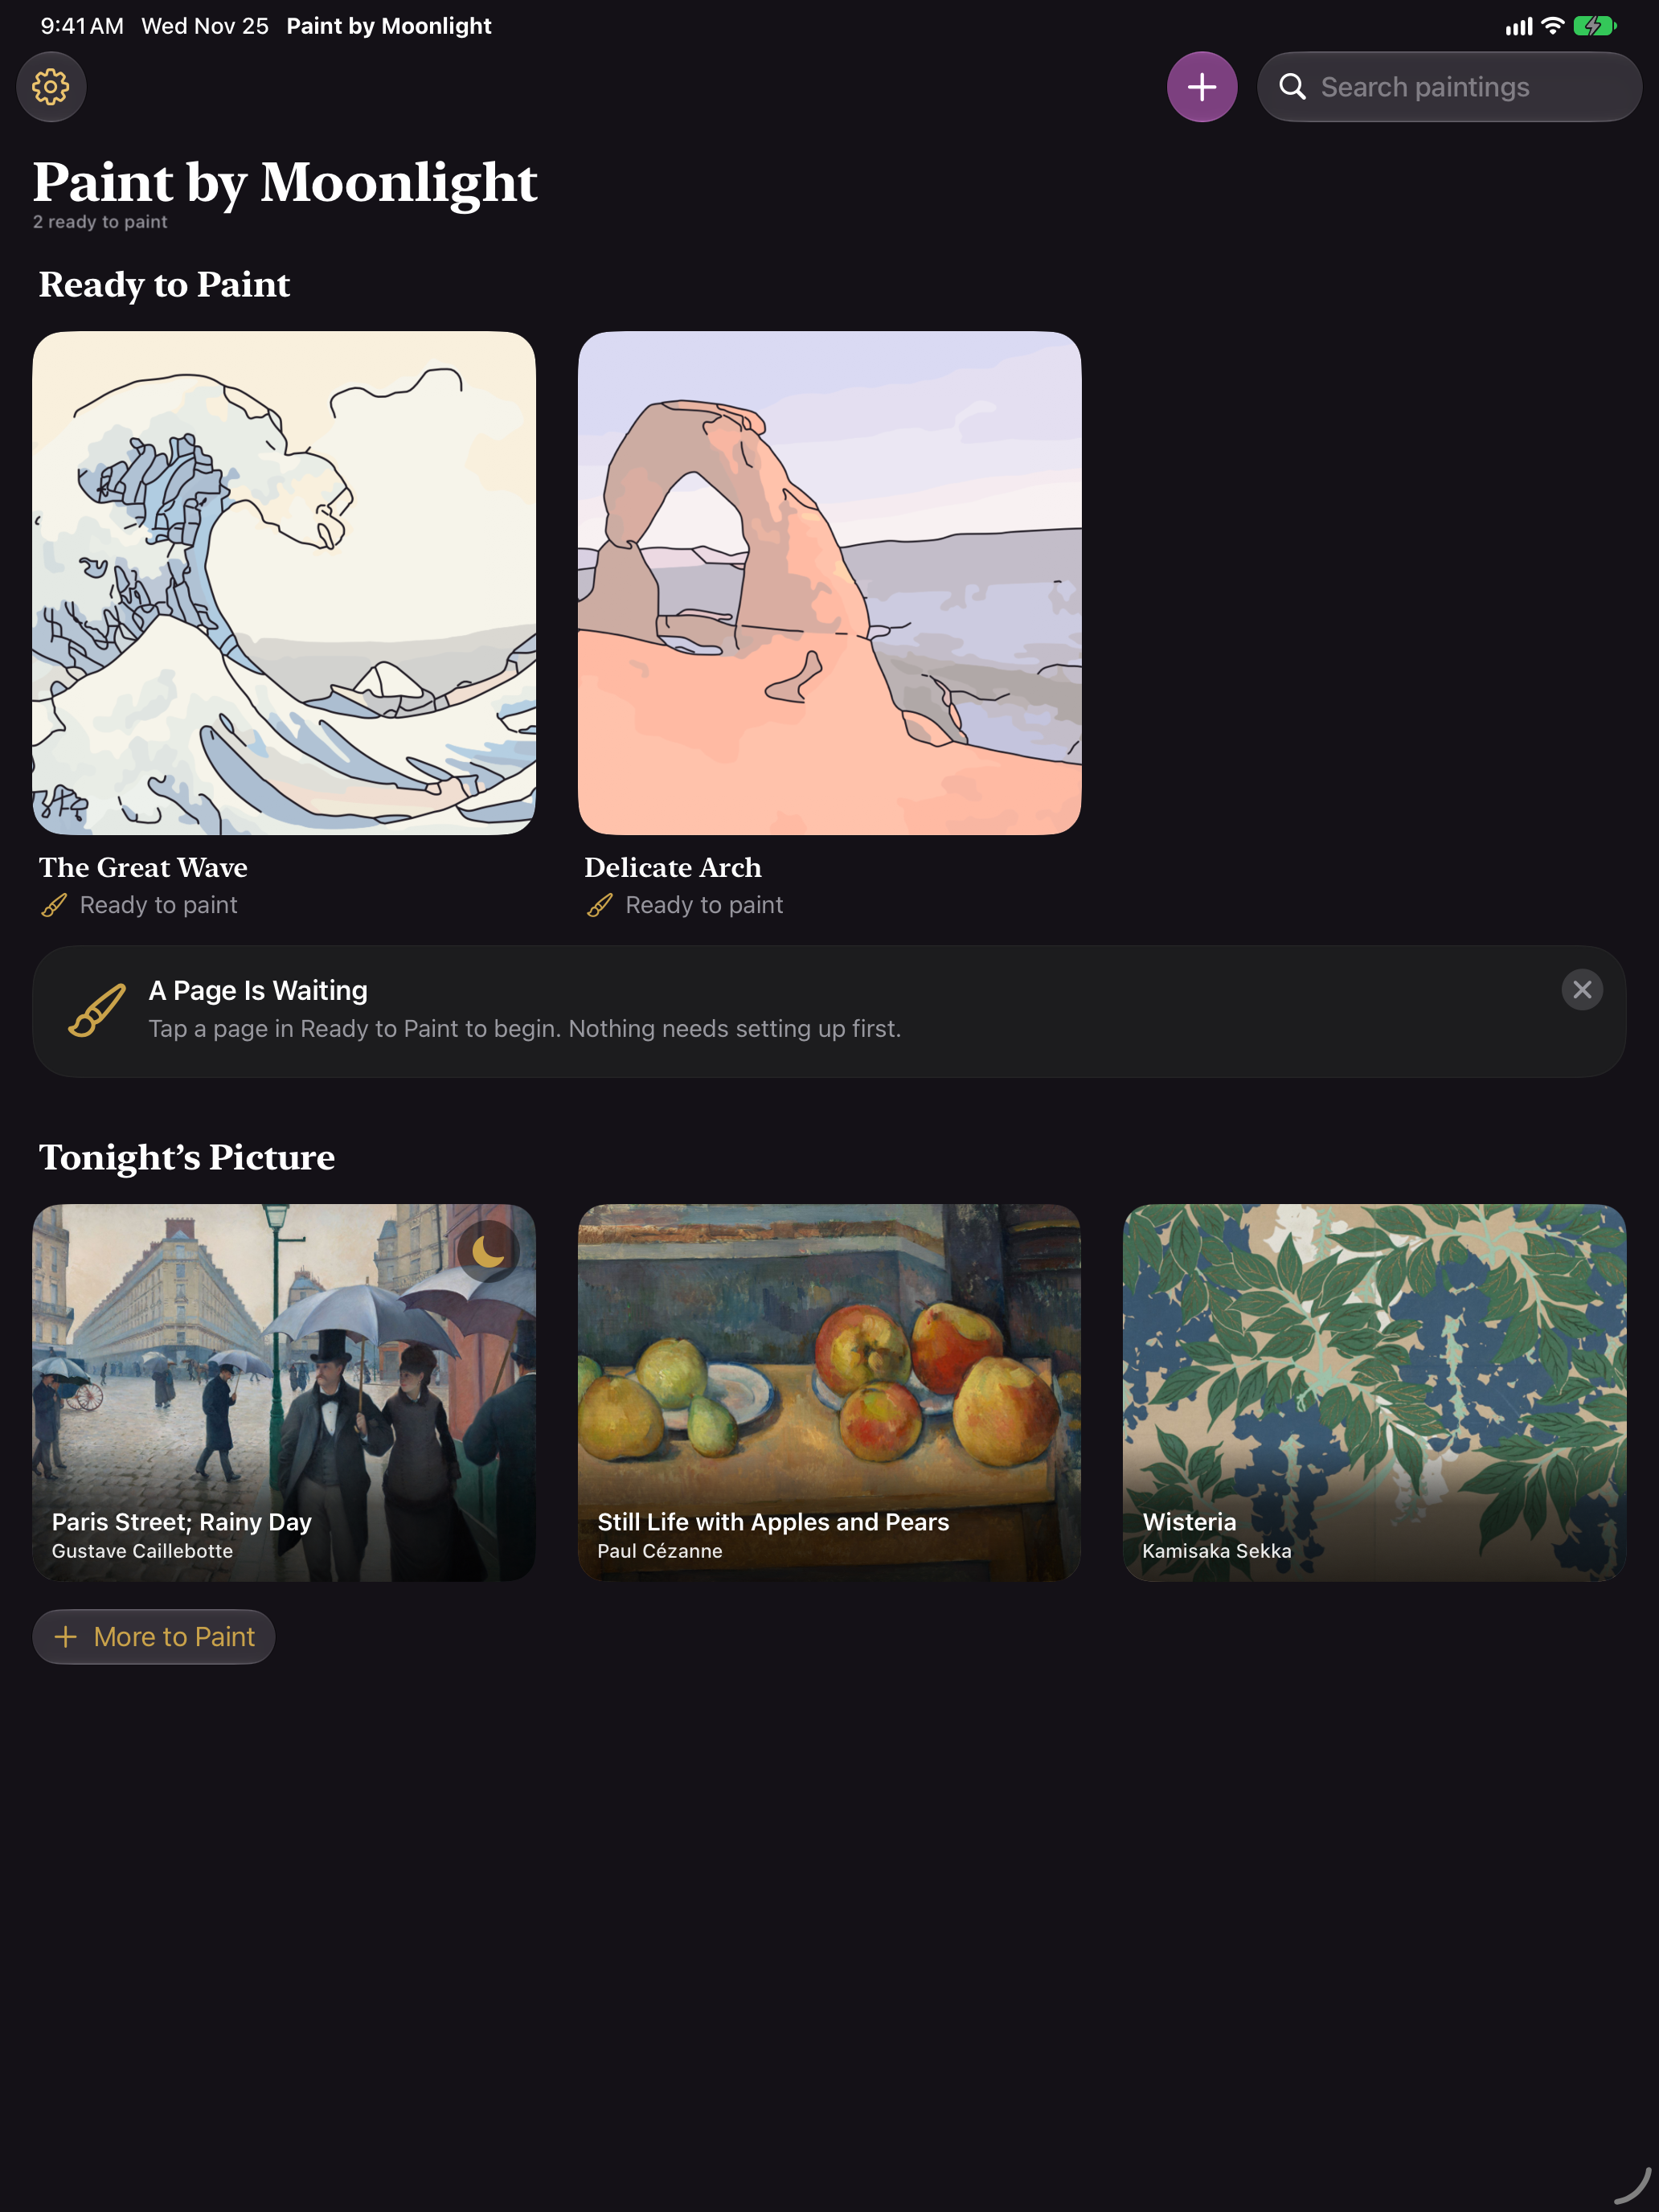 9:41 AM Wed Nov 25 Paint by Moonlight
Search paintings
Paint by Moonlight
2 ready to paint
Ready to Paint
The Great Wave
Ready to paint
Delicate Arch
Ready to paint
A Page Is Waiting
Tap a page in Ready to Paint to begin. Nothing needs setting up first.
Tonight’s Picture
Paris Street; Rainy Day
Gustave Caillebotte
Still Life with Apples and Pears
Paul Cézanne
Wisteria
Kamisaka Sekka
More to Paint